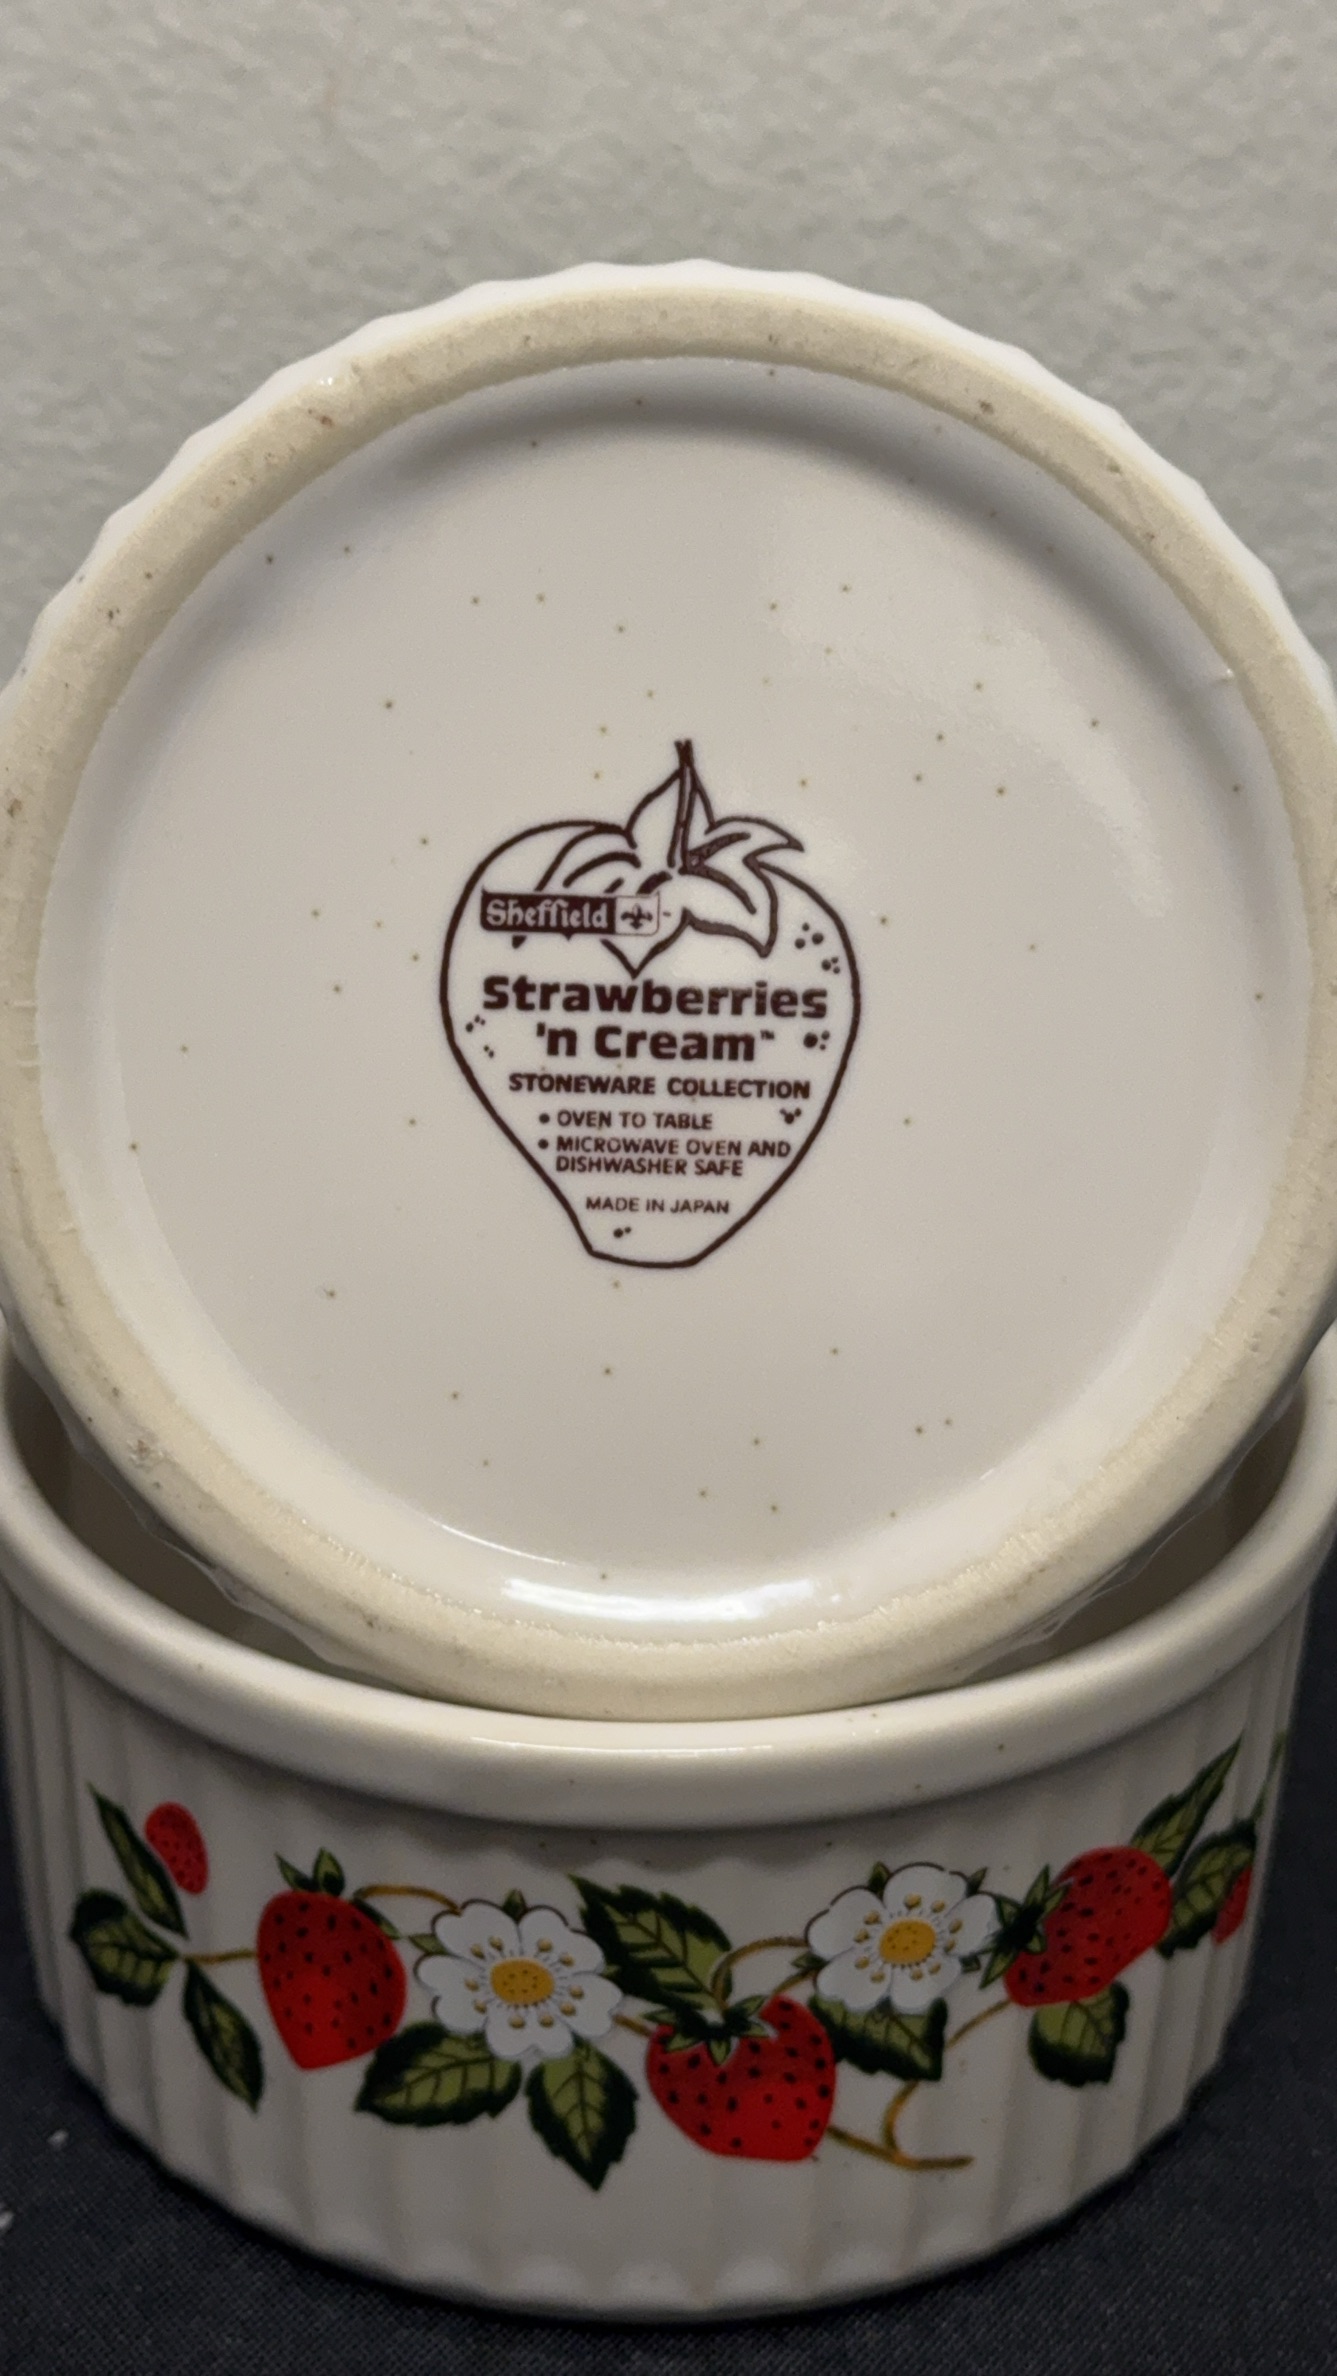 Sheffield
Strawberries
'n Cream™
STONEWARE COLLECTION
• OVEN TO TABLE
• MICROWAVE OVEN AND
DISHWASHER SAFE
MADE IN JAPAN